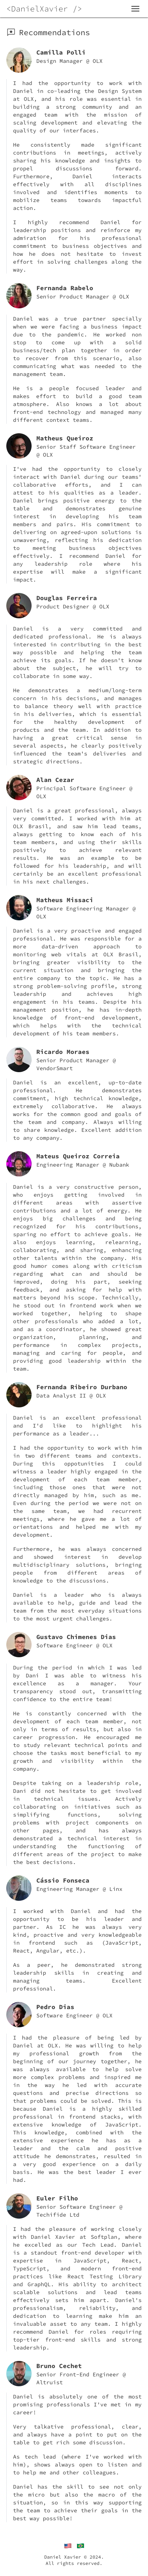 <DanielXavier />
Recommendations
Camilla Polli
Design Manager @ OLX
I had the opportunity to work with
Daniel in co-leading the Design System
at OLX, and his role was essential in
building a strong community and an
engaged team with the mission of
scaling development and elevating the
quality of our interfaces.
He consistently made significant
contributions in meetings, actively
sharing his knowledge and insights to
propel discussions forward.
Furthermore, Daniel interacts
effectively with all disciplines
involved and identifies moments to
mobilize teams towards impactful
action.
I highly recommend Daniel for
leadership positions and reinforce my
admiration for his professional
commitment to business objectives and
how he does not hesitate to invest
effort in solving challenges along the
way.
Fernanda Rabelo
Senior Product Manager @ OLX
Daniel was a true partner specially
when we were facing a business impact
due to the pandemic. He worked non
stop to come up with a solid
business/tech plan together in order
to recover from this scenario, also
communicating what was needed to the
management team.
He is a people focused leader and
makes effort to build a good team
atmosphere. Also knows a lot about
front-end technology and managed many
different context teams.
Matheus Queiroz
Senior Staff Software Engineer
@ OLX
I've had the opportunity to closely
interact with Daniel during our teams'
collaborative efforts, and I can
attest to his qualities as a leader.
Daniel brings positive energy to the
table and demonstrates genuine
interest in developing his team
members and pairs. His commitment to
delivering on agreed-upon solutions is
unwavering, reflecting his dedication
to meeting business objectives
effectively. I recommend Daniel for
any leadership role where his
expertise will make a significant
impact.
Douglas Ferreira
Product Designer @ OLX
Daniel is a very committed and
dedicated professional. He is always
interested in contributing in the best
way possible and helping the team
achieve its goals. If he doesn't know
about the subject, he will try to
collaborate in some way.
He demonstrates a medium/long-term
concern in his decisions, and manages
to balance theory well with practice
in his deliveries, which is essential
for the healthy development of
products and the team. In addition to
having a great critical sense in
several aspects, he clearly positively
influenced the team's deliveries and
strategic directions.
Alan Cezar
Principal Software Engineer @
OLX
Daniel is a great professional, always
very committed. I worked with him at
OLX Brasil, and saw him lead teams,
always getting to know each of his
team members, and using their skills
positively to achieve relevant
results. He was an example to be
followed for his leadership, and will
certainly be an excellent professional
in his next challenges.
Matheus Missaci
Software Engineering Manager @
OLX
Daniel is a very proactive and engaged
professional. He was responsible for a
more data-driven approach to
monitoring web vitals at OLX Brasil,
bringing greater visibility to the
current situation and bringing the
entire company to the topic. He has a
strong problem-solving profile, strong
leadership and achieves high
engagement in his teams. Despite his
management position, he has in-depth
knowledge of front-end development,
which helps with the technical
development of his team members.
Ricardo Moraes
Senior Product Manager @
VendorSmart
Daniel is an excellent, up-to-date
professional. He demonstrates
commitment, high technical knowledge,
extremely collaborative. He always
works for the common good and goals of
the team and company. Always willing
to share knowledge. Excellent addition
to any company.
Mateus Queiroz Correia
Engineering Manager @ Nubank
Daniel is a very constructive person,
who enjoys getting involved in
different areas with assertive
contributions and a lot of energy. He
enjoys big challenges and being
recognized for his contributions,
sparing no effort to achieve goals. He
also enjoys learning, relearning,
collaborating, and sharing, enhancing
other talents within the company. His
good humor comes along with criticism
regarding what can and should be
improved, doing his part, seeking
feedback, and asking for help with
matters beyond his scope. Technically,
he stood out in frontend work when we
worked together, helping to shape
other professionals who added a lot,
and as a coordinator, he showed great
organization, planning, and
performance in complex projects,
managing and caring for people, and
providing good leadership within the
team.
Fernanda Ribeiro Durbano
Data Analyst II @ OLX
Daniel is an excellent professional
and I'd like to highlight his
performance as a leader...
I had the opportunity to work with him
in two different teams and contexts.
During this oppotunities I could
witness a leader highly engaged in the
development of each team member,
including those ones that were not
directly managed by him, such as me.
Even during the period we were not on
the same team, we had recurrent
meetings, where he gave me a lot of
orientations and helped me with my
development.
Furthermore, he was always concerned
and showed interest in develop
multidisciplinary solutions, bringing
people from different areas of
knowledge to the discussions.
Daniel is a leader who is always
available to help, guide and lead the
team from the most everyday situations
to the most urgent challenges.
Gustavo Chimenes Dias
Software Engineer @ OLX
During the period in which I was led
by Dani I was able to witness his
excellence as a manager. Your
transparency stood out, transmitting
confidence to the entire team!
He is constantly concerned with the
development of each team member, not
only in terms of results, but also in
career progression. He encouraged me
to study relevant technical points and
choose the tasks most beneficial to my
growth and visibility within the
company.
Despite taking on a leadership role,
Dani did not hesitate to get involved
in technical issues. Actively
collaborating on initiatives such as
simplifying functions, solving
problems with project components on
other pages, and has always
demonstrated a technical interest in
understanding the functioning of
different areas of the project to make
the best decisions.
Cássio Fonseca
Engineering Manager @ Linx
I worked with Daniel and had the
opportunity to be his leader and
partner. As IC he was always very
kind, proactive and very knowledgeable
in frontend such as (JavaScript,
React, Angular, etc.).
As a peer, he demonstrated strong
leadership skills in creating and
managing teams. Excellent
professional.
Pedro Dias
Software Engineer @ OLX
I had the pleasure of being led by
Daniel at OLX. He was willing to help
my professional growth from the
beginning of our journey together, he
was always available to help solve
more complex problems and inspired me
in the way he led with accurate
questions and precise directions so
that problems could be solved. This is
because Daniel is a highly skilled
professional in frontend stacks, with
extensive knowledge of JavaScript.
This knowledge, combined with the
extensive experience he has as a
leader and the calm and positive
attitude he demonstrates, resulted in
a very good experience on a daily
basis. He was the best leader I ever
had.
Euler Filho
Senior Software Engineer @
Techifide Ltd
I had the pleasure of working closely
with Daniel Xavier at Softplan, where
he excelled as our Tech Lead. Daniel
is a standout front-end developer with
expertise in JavaScript, React,
TypeScript, and modern front-end
practices like React Testing Library
and GraphQL. His ability to architect
scalable solutions and lead teams
effectively sets him apart. Daniel's
professionalism, reliability, and
dedication to learning make him an
invaluable asset to any team. I highly
recommend Daniel for roles requiring
top-tier front-end skills and strong
leadership.
Bruno Cechet
Senior Front-End Engineer @
Altruist
Daniel is absolutely one of the most
promising professionals I've met in my
career!
Very talkative professional, clear,
and always have a point to put on the
table to get rich some discussion.
As tech lead (where I've worked with
him), shows always open to listen and
to help me and other colleagues.
Daniel has the skill to see not only
the micro but also the macro of the
situation, so in this way supporting
the team to achieve their goals in the
best way possible!
Daniel Xavier © 2024.
All rights reserved.